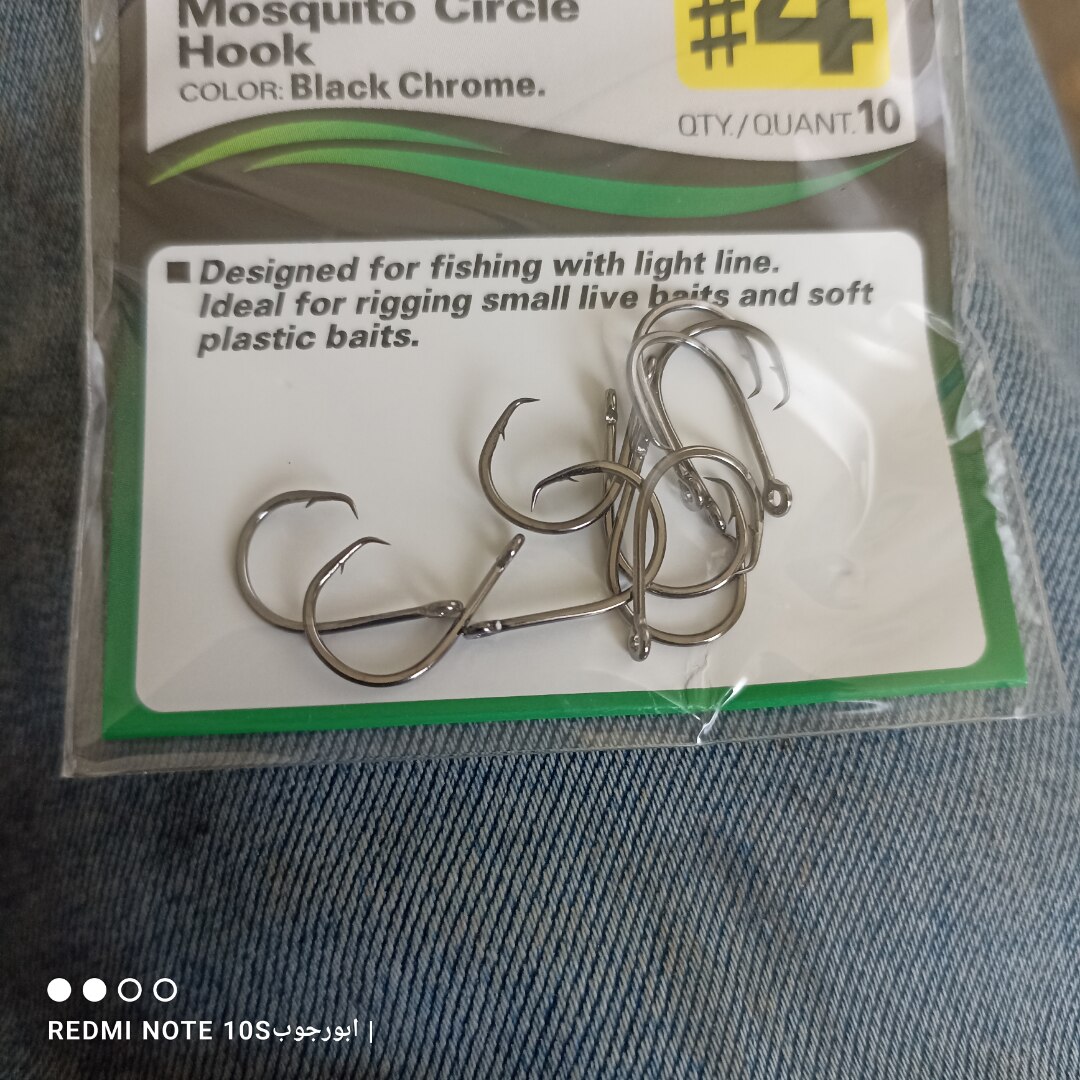 Mosquito Circle
Hook
COLOR: Black Chrome.
#4
QTY./QUANT. 10
■ Designed for fishing with light line.
Ideal for rigging small live baits and soft
plastic baits.
REDMI NOTE 10S ابورجوب |